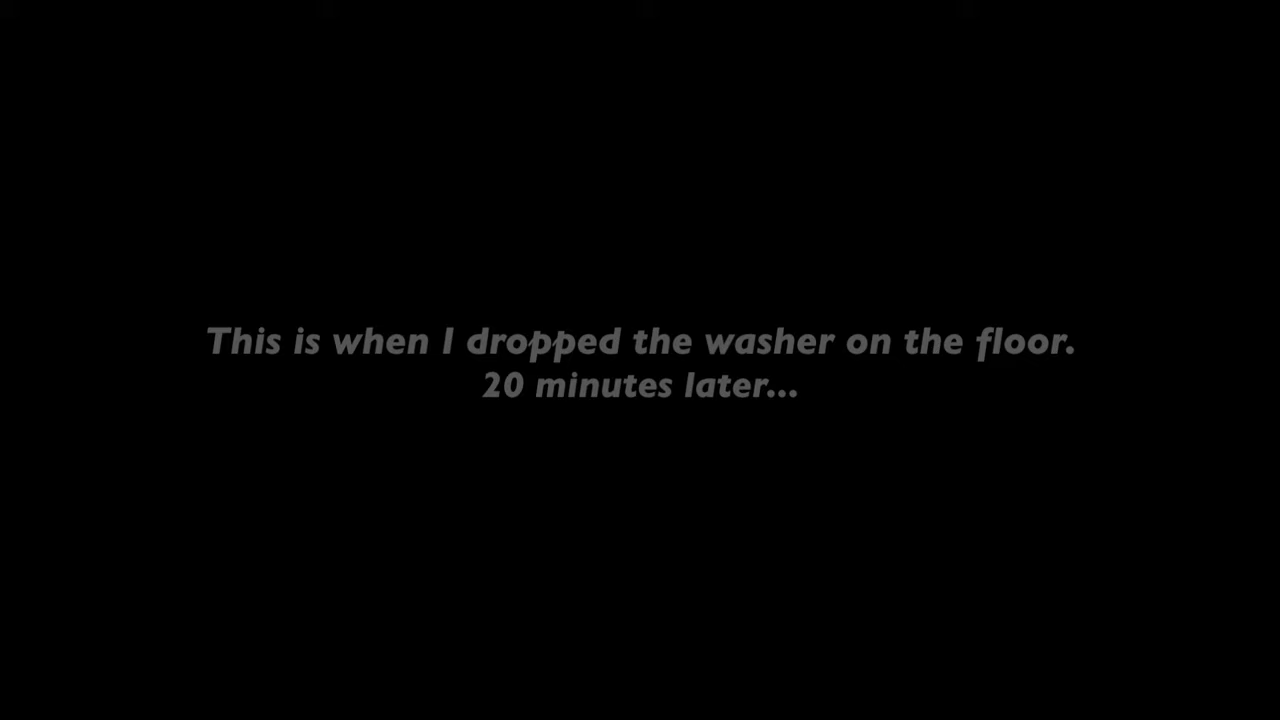 This is when I dropped the washer on the floor.
20 minutes later...